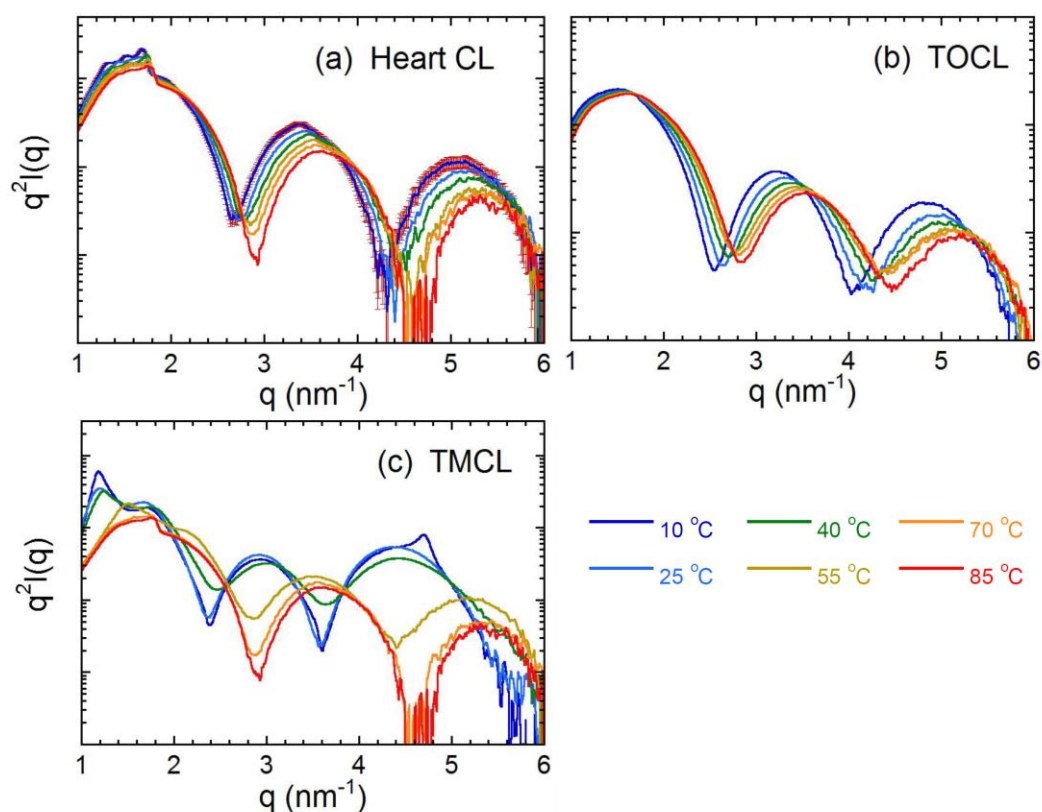 (a) Heart CL
q²I(q)
1 2 3 4 5 6
q (nm⁻¹)
(b) TOCL
1 2 3 4 5 6
q (nm⁻¹)
(c) TMCL
q²I(q)
1 2 3 4 5 6
q (nm⁻¹)
10 °C 40 °C 70 °C
25 °C 55 °C 85 °C